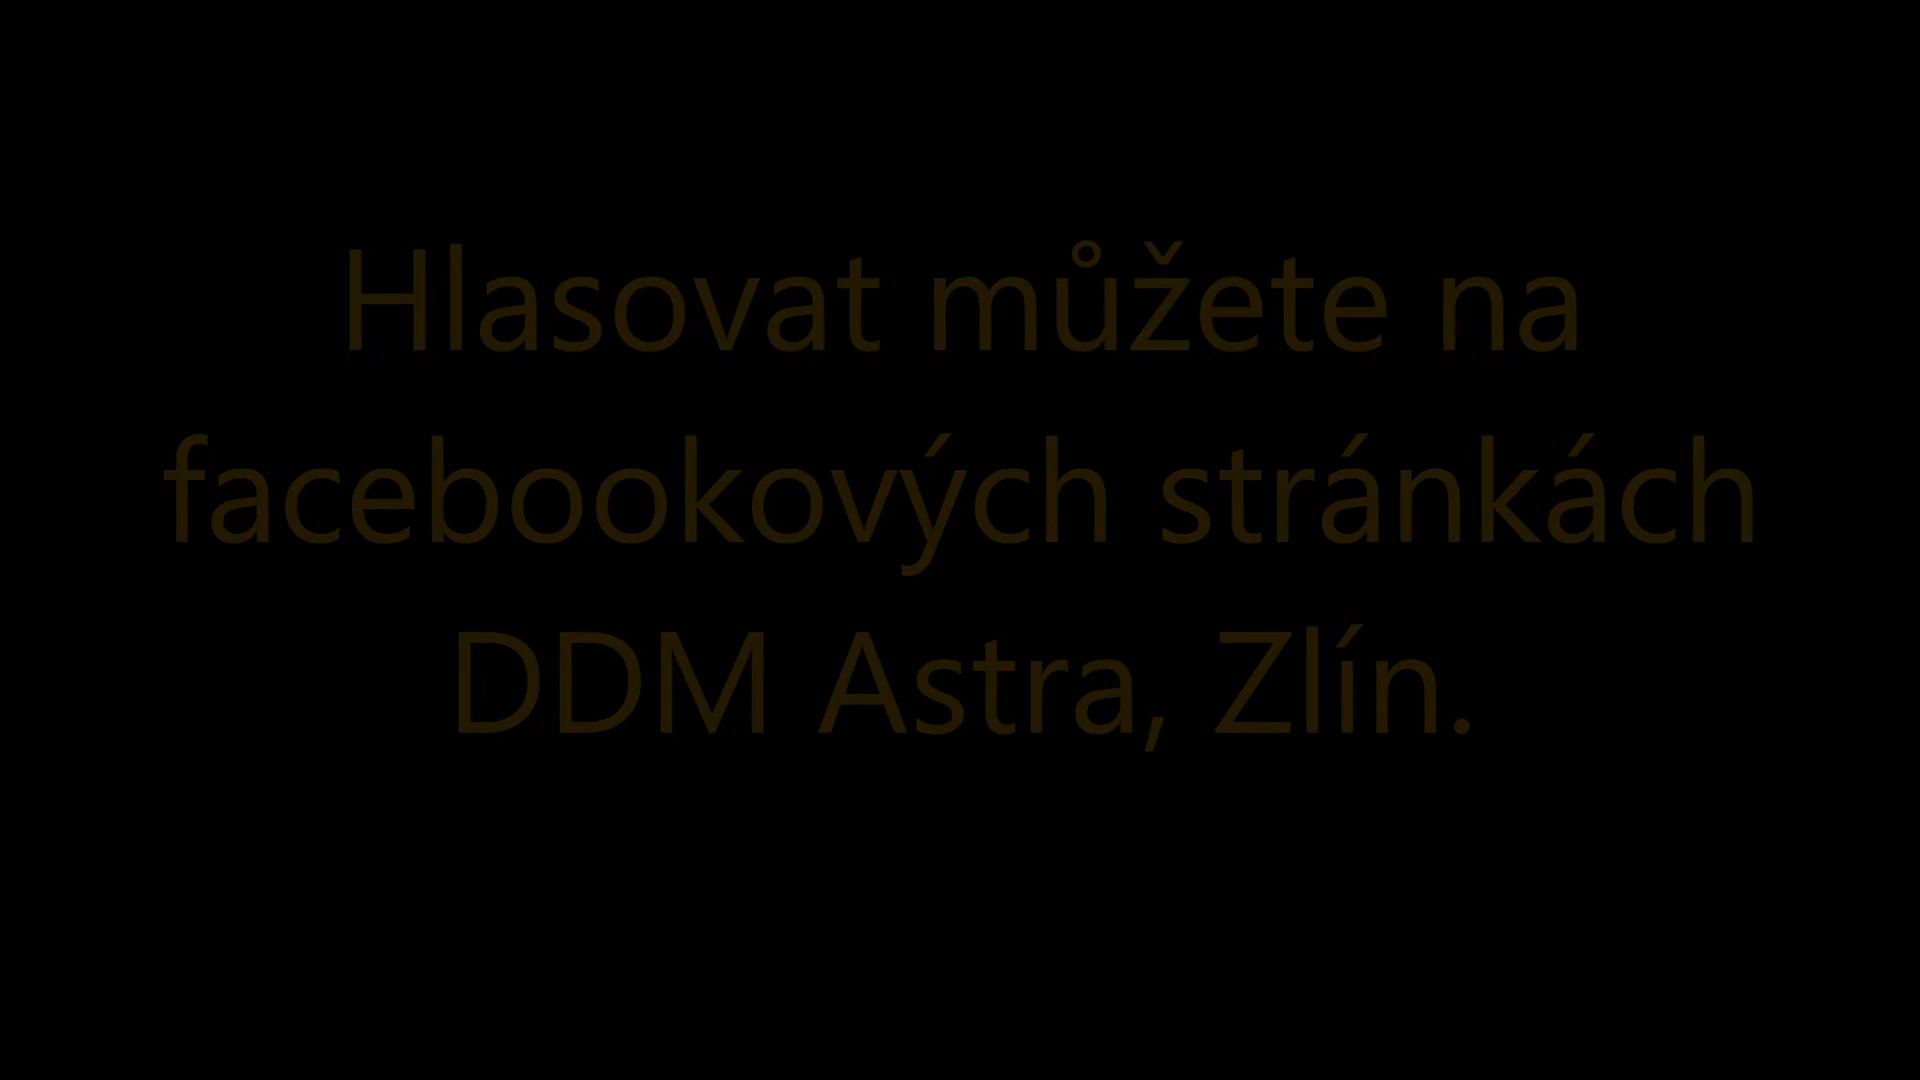 Hlasovat můžete na
facebookových stránkách
DDM Astra, Zlín.